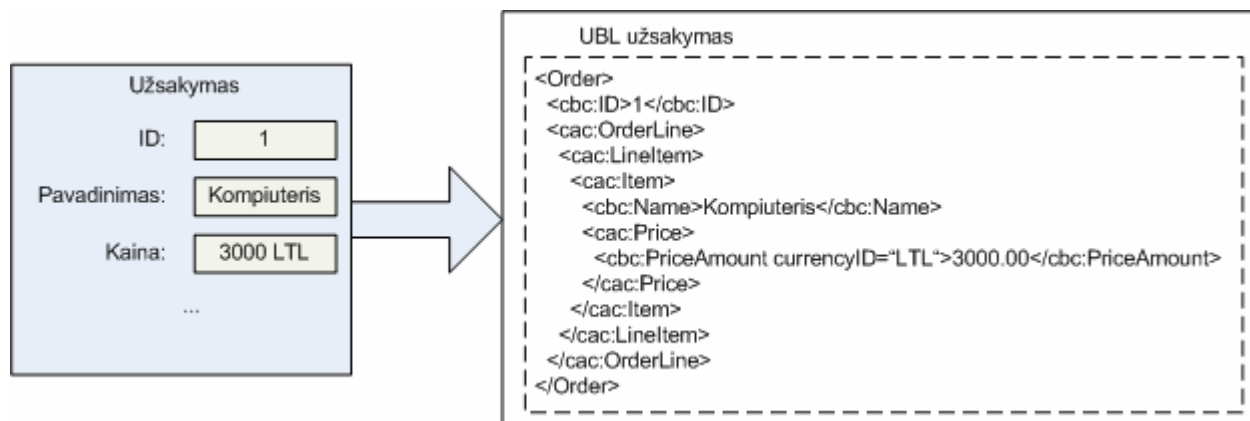 Užsakymas
ID:
1
Pavadinimas:
Kompiuteris
Kaina:
3000 LTL
...
UBL užsakymas
<Order>
<cbc:ID>1</cbc:ID>
<cac:OrderLine>
<cac:LineItem>
<cac:Item>
<cbc:Name>Kompiuteris</cbc:Name>
<cac:Price>
<cbc:PriceAmount currencyID=“LTL“>3000.00</cbc:PriceAmount>
</cac:Price>
</cac:Item>
</cac:LineItem>
</cac:OrderLine>
</Order>